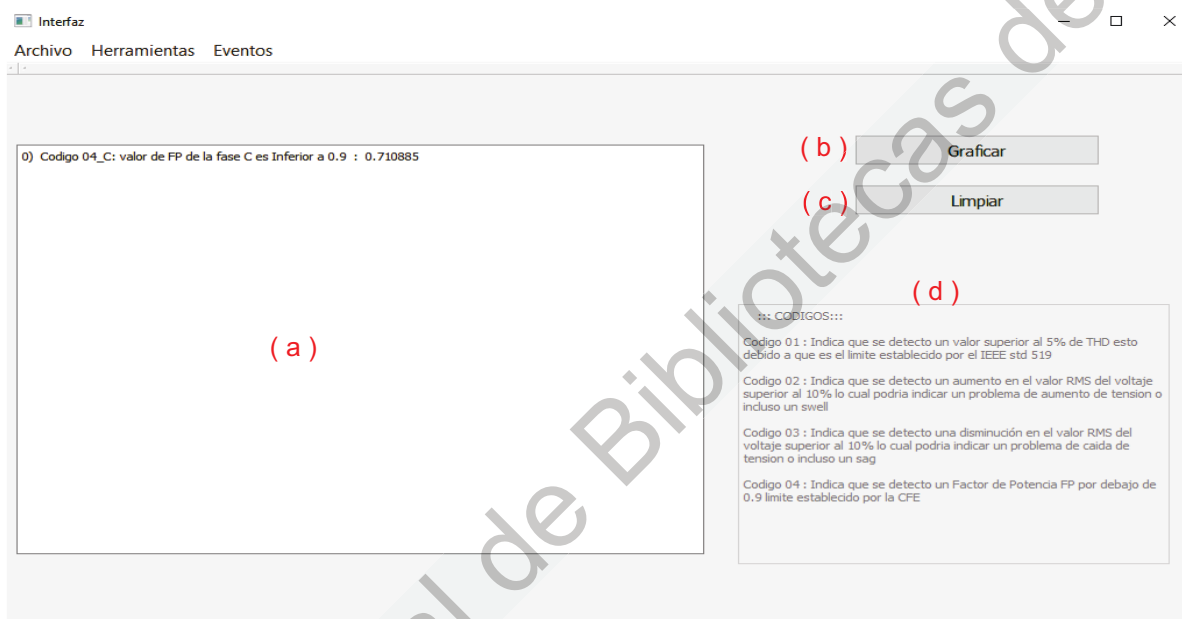 Interfaz
Archivo Herramientas Eventos
0) Codigo 04_C: valor de FP de la fase C es Inferior a 0.9 : 0.710885
( a )
( b ) Graficar
( c ) Limpiar
( d )
::: CODIGOS:::
Codigo 01 : Indica que se detecto un valor superior al 5% de THD esto
debido a que es el limite establecido por el IEEE std 519
Codigo 02 : Indica que se detecto un aumento en el valor RMS del voltaje
superior al 10% lo cual podria indicar un problema de aumento de tension o
incluso un swell
Codigo 03 : Indica que se detecto una disminución en el valor RMS del
voltaje superior al 10% lo cual podria indicar un problema de caida de
tension o incluso un sag
Codigo 04 : Indica que se detecto un Factor de Potencia FP por debajo de
0.9 limite establecido por la CFE
al de Bibliotecas de